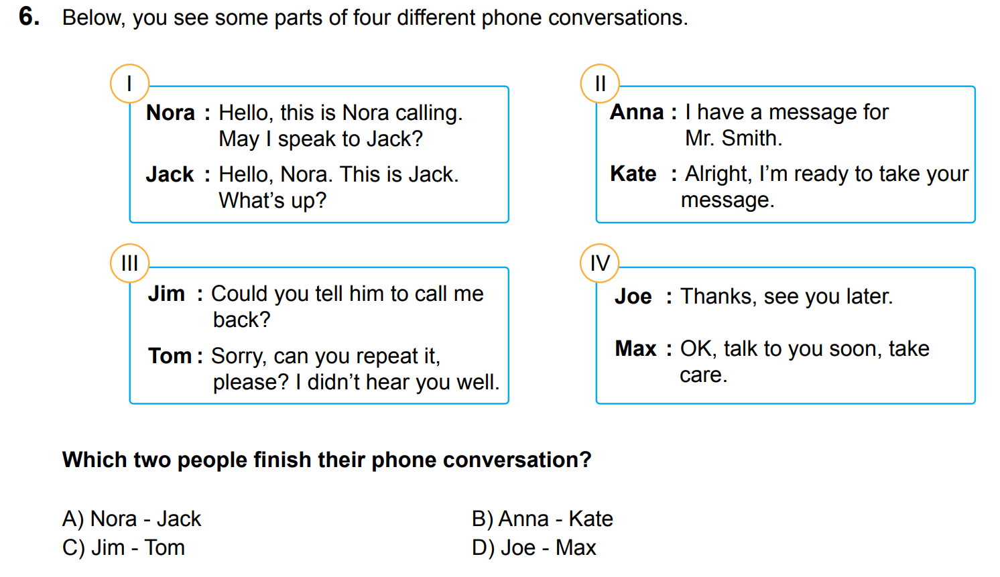 6. Below, you see some parts of four different phone conversations.
I
Nora : Hello, this is Nora calling.
May I speak to Jack?
Jack : Hello, Nora. This is Jack.
What's up?
II
Anna : I have a message for
Mr. Smith.
Kate : Alright, I'm ready to take your
message.
III
Jim : Could you tell him to call me
back?
Tom : Sorry, can you repeat it,
please? I didn't hear you well.
IV
Joe : Thanks, see you later.
Max : OK, talk to you soon, take
care.
Which two people finish their phone conversation?
A) Nora - Jack
B) Anna - Kate
C) Jim - Tom
D) Joe - Max